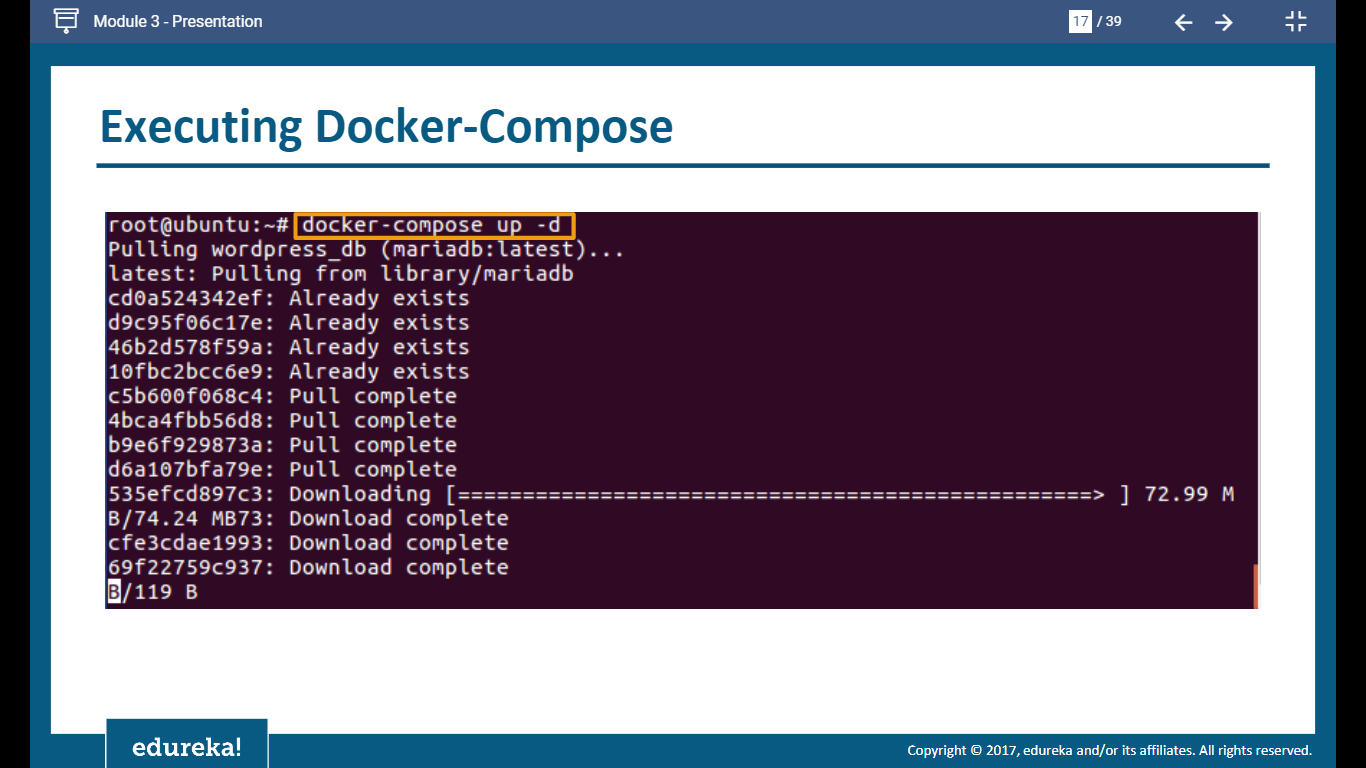 Module 3 - Presentation
17 / 39
Executing Docker-Compose
root@ubuntu:~# docker-compose up -d
Pulling wordpress_db (mariadb:latest)...
latest: Pulling from library/mariadb
cd0a524342ef: Already exists
d9c95f06c17e: Already exists
46b2d578f59a: Already exists
10fbc2bcc6e9: Already exists
c5b600f068c4: Pull complete
4bca4fbb56d8: Pull complete
b9e6f929873a: Pull complete
d6a107bfa79e: Pull complete
535efcd897c3: Downloading [=================================================> ] 72.99 M
B/74.24 MB73: Download complete
cfe3cdae1993: Download complete
69f22759c937: Download complete
B/119 B
edureka!
Copyright © 2017, edureka and/or its affiliates. All rights reserved.